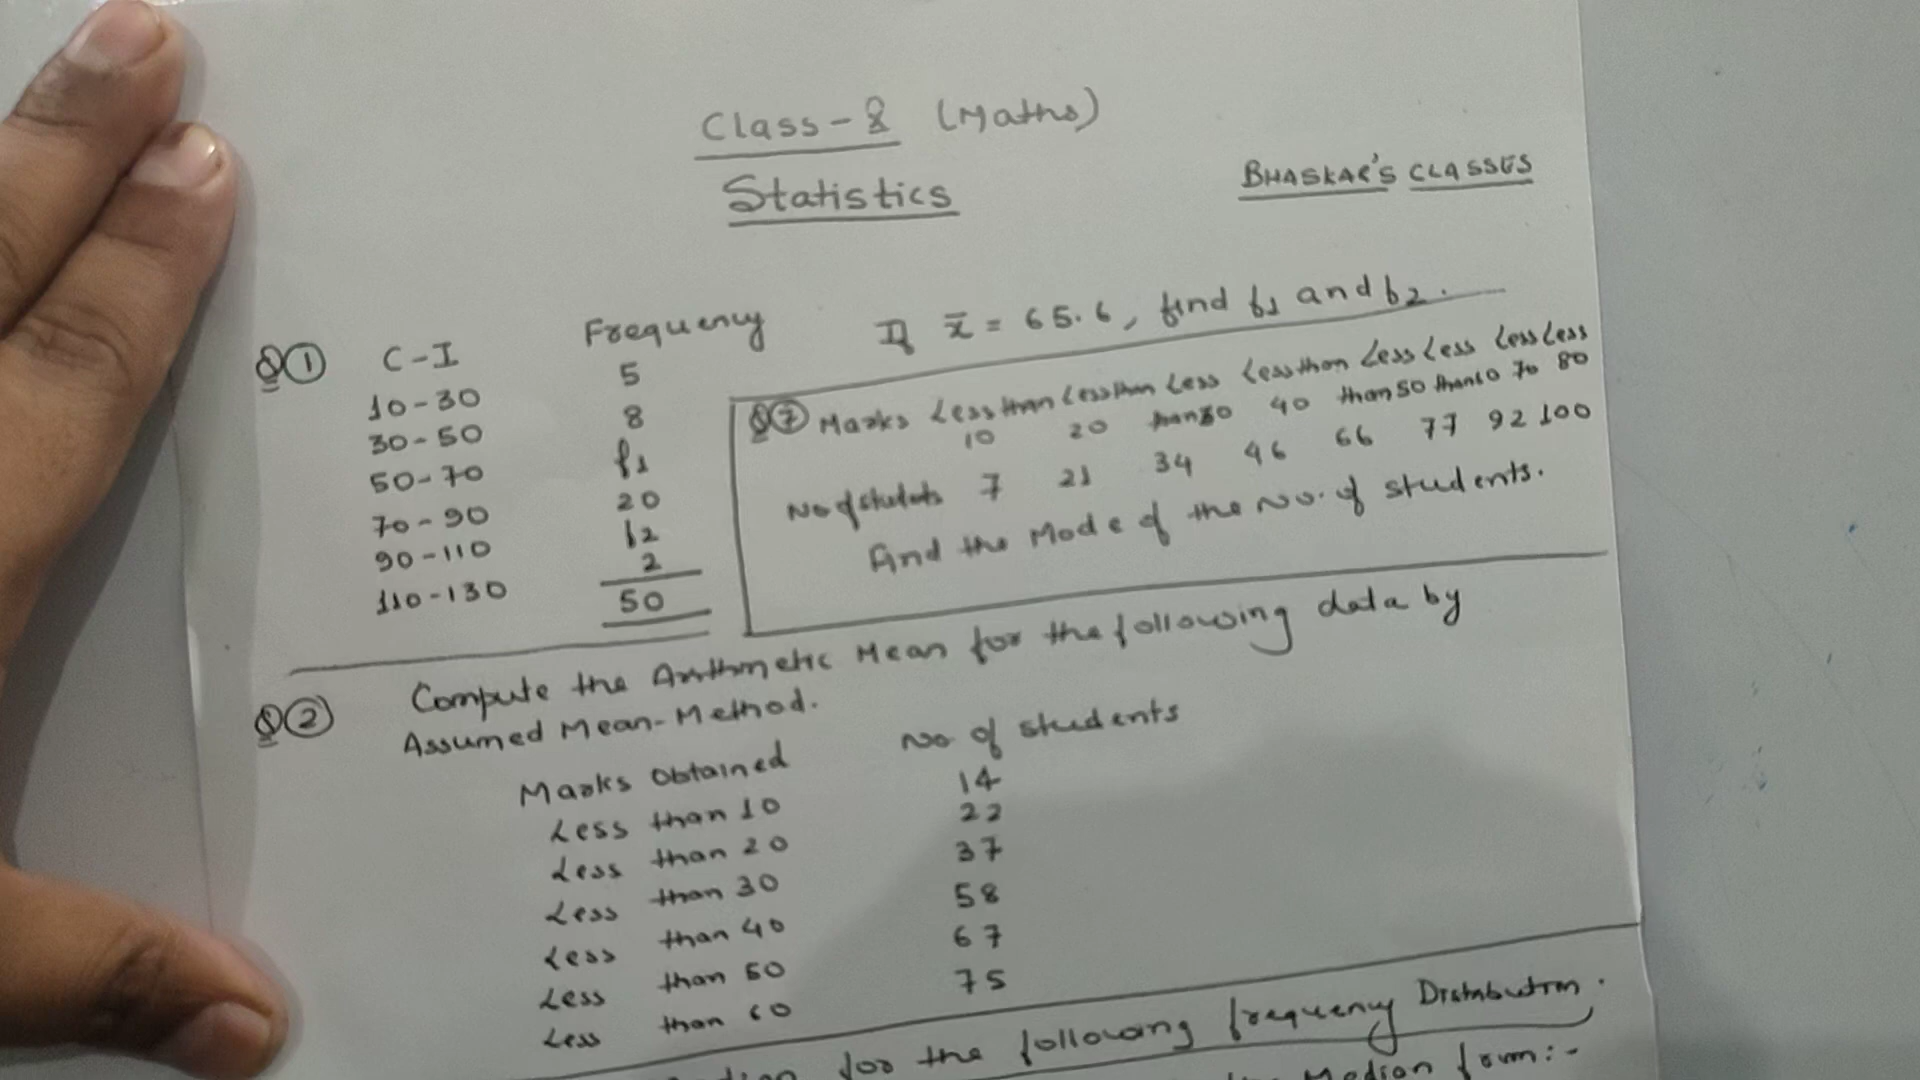 Class-8 (Maths)
Statistics
BHASKAR'S CLASSES
Q① C-I Frequency If x̄ = 65.6, find f1 and f2.
10-30 5
30-50 8
50-70 f1
70-90 20
90-110 f2
110-130 2
50
Q⑦ Marks Less than Less than Less Less than Less Less Less Less
10 20 than 30 40 than 50 than 60 70 80
No of students 7 21 34 46 66 77 92 100
Find the Mode of the No. of students.
Q② Compute the Arithmetic Mean for the following data by
Assumed Mean-Method.
Marks Obtained No of students
Less than 10 14
Less than 20 22
Less than 30 37
Less than 40 58
Less than 50 67
Less than 60 75
for the following frequency Distribution.
Median form:-